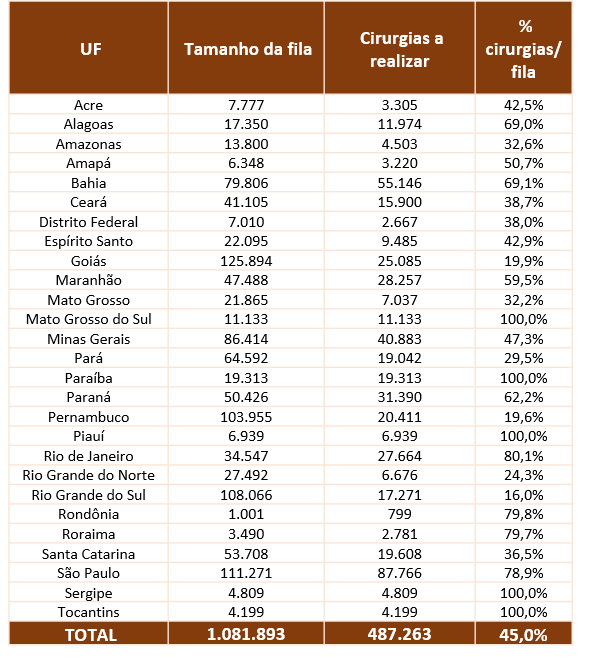 UF Tamanho da fila Cirurgias a realizar % cirurgias/ fila
Acre 7.777 3.305 42,5%
Alagoas 17.350 11.974 69,0%
Amazonas 13.800 4.503 32,6%
Amapá 6.348 3.220 50,7%
Bahia 79.806 55.146 69,1%
Ceará 41.105 15.900 38,7%
Distrito Federal 7.010 2.667 38,0%
Espírito Santo 22.095 9.485 42,9%
Goiás 125.894 25.085 19,9%
Maranhão 47.488 28.257 59,5%
Mato Grosso 21.865 7.037 32,2%
Mato Grosso do Sul 11.133 11.133 100,0%
Minas Gerais 86.414 40.883 47,3%
Pará 64.592 19.042 29,5%
Paraíba 19.313 19.313 100,0%
Paraná 50.426 31.390 62,2%
Pernambuco 103.955 20.411 19,6%
Piauí 6.939 6.939 100,0%
Rio de Janeiro 34.547 27.664 80,1%
Rio Grande do Norte 27.492 6.676 24,3%
Rio Grande do Sul 108.066 17.271 16,0%
Rondônia 1.001 799 79,8%
Roraima 3.490 2.781 79,7%
Santa Catarina 53.708 19.608 36,5%
São Paulo 111.271 87.766 78,9%
Sergipe 4.809 4.809 100,0%
Tocantins 4.199 4.199 100,0%
TOTAL 1.081.893 487.263 45,0%